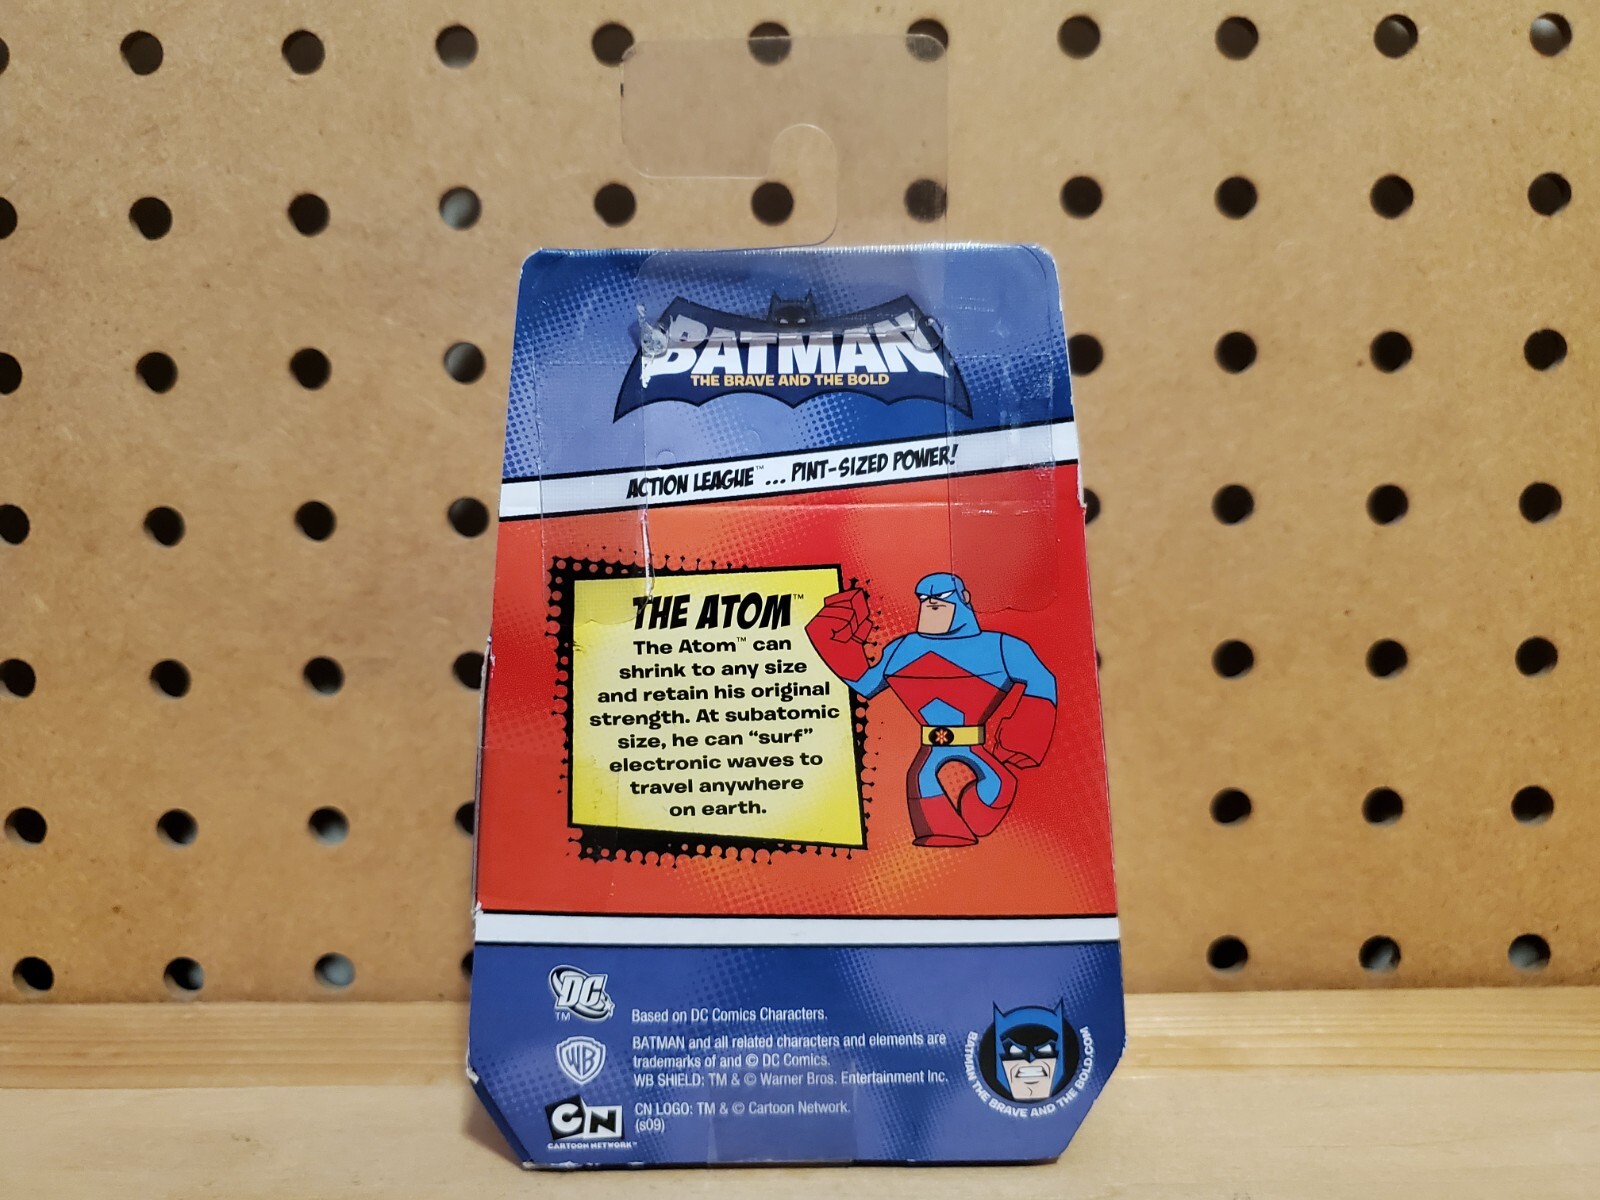 BATMAN
THE BRAVE AND THE BOLD
ACTION LEAGUE™ ... PINT-SIZED POWER!
THE ATOM™
The Atom™ can
shrink to any size
and retain his original
strength. At subatomic
size, he can “surf”
electronic waves to
travel anywhere
on earth.
DC
TM
Based on DC Comics Characters.
WB
BATMAN and all related characters and elements are
trademarks of and © DC Comics.
WB SHIELD: TM & © Warner Bros. Entertainment Inc.
CN
CARTOON NETWORK™
CN LOGO: TM & © Cartoon Network.
(s09)
BATMAN THE BRAVE AND THE BOLD.COM